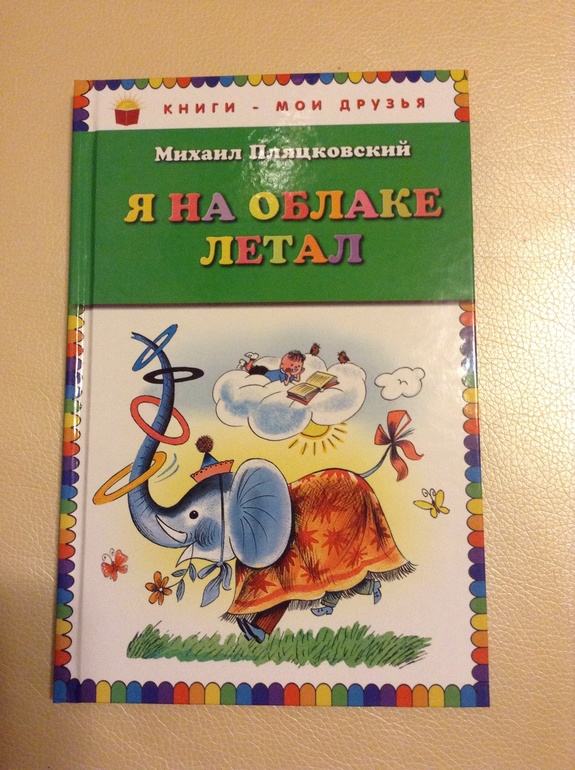 КНИГИ - МОИ ДРУЗЬЯ
Михаил Пляцковский
Я НА ОБЛАКЕ
ЛЕТАЛ